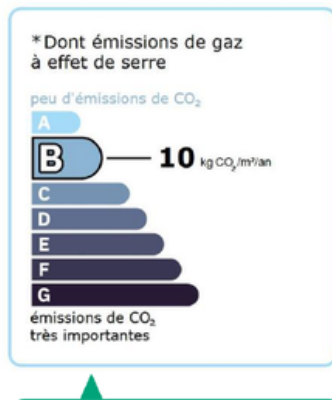 *Dont émissions de gaz
à effet de serre
peu d'émissions de CO₂
A
B 10 kg CO₂/m²/an
C
D
E
F
G
émissions de CO₂
très importantes